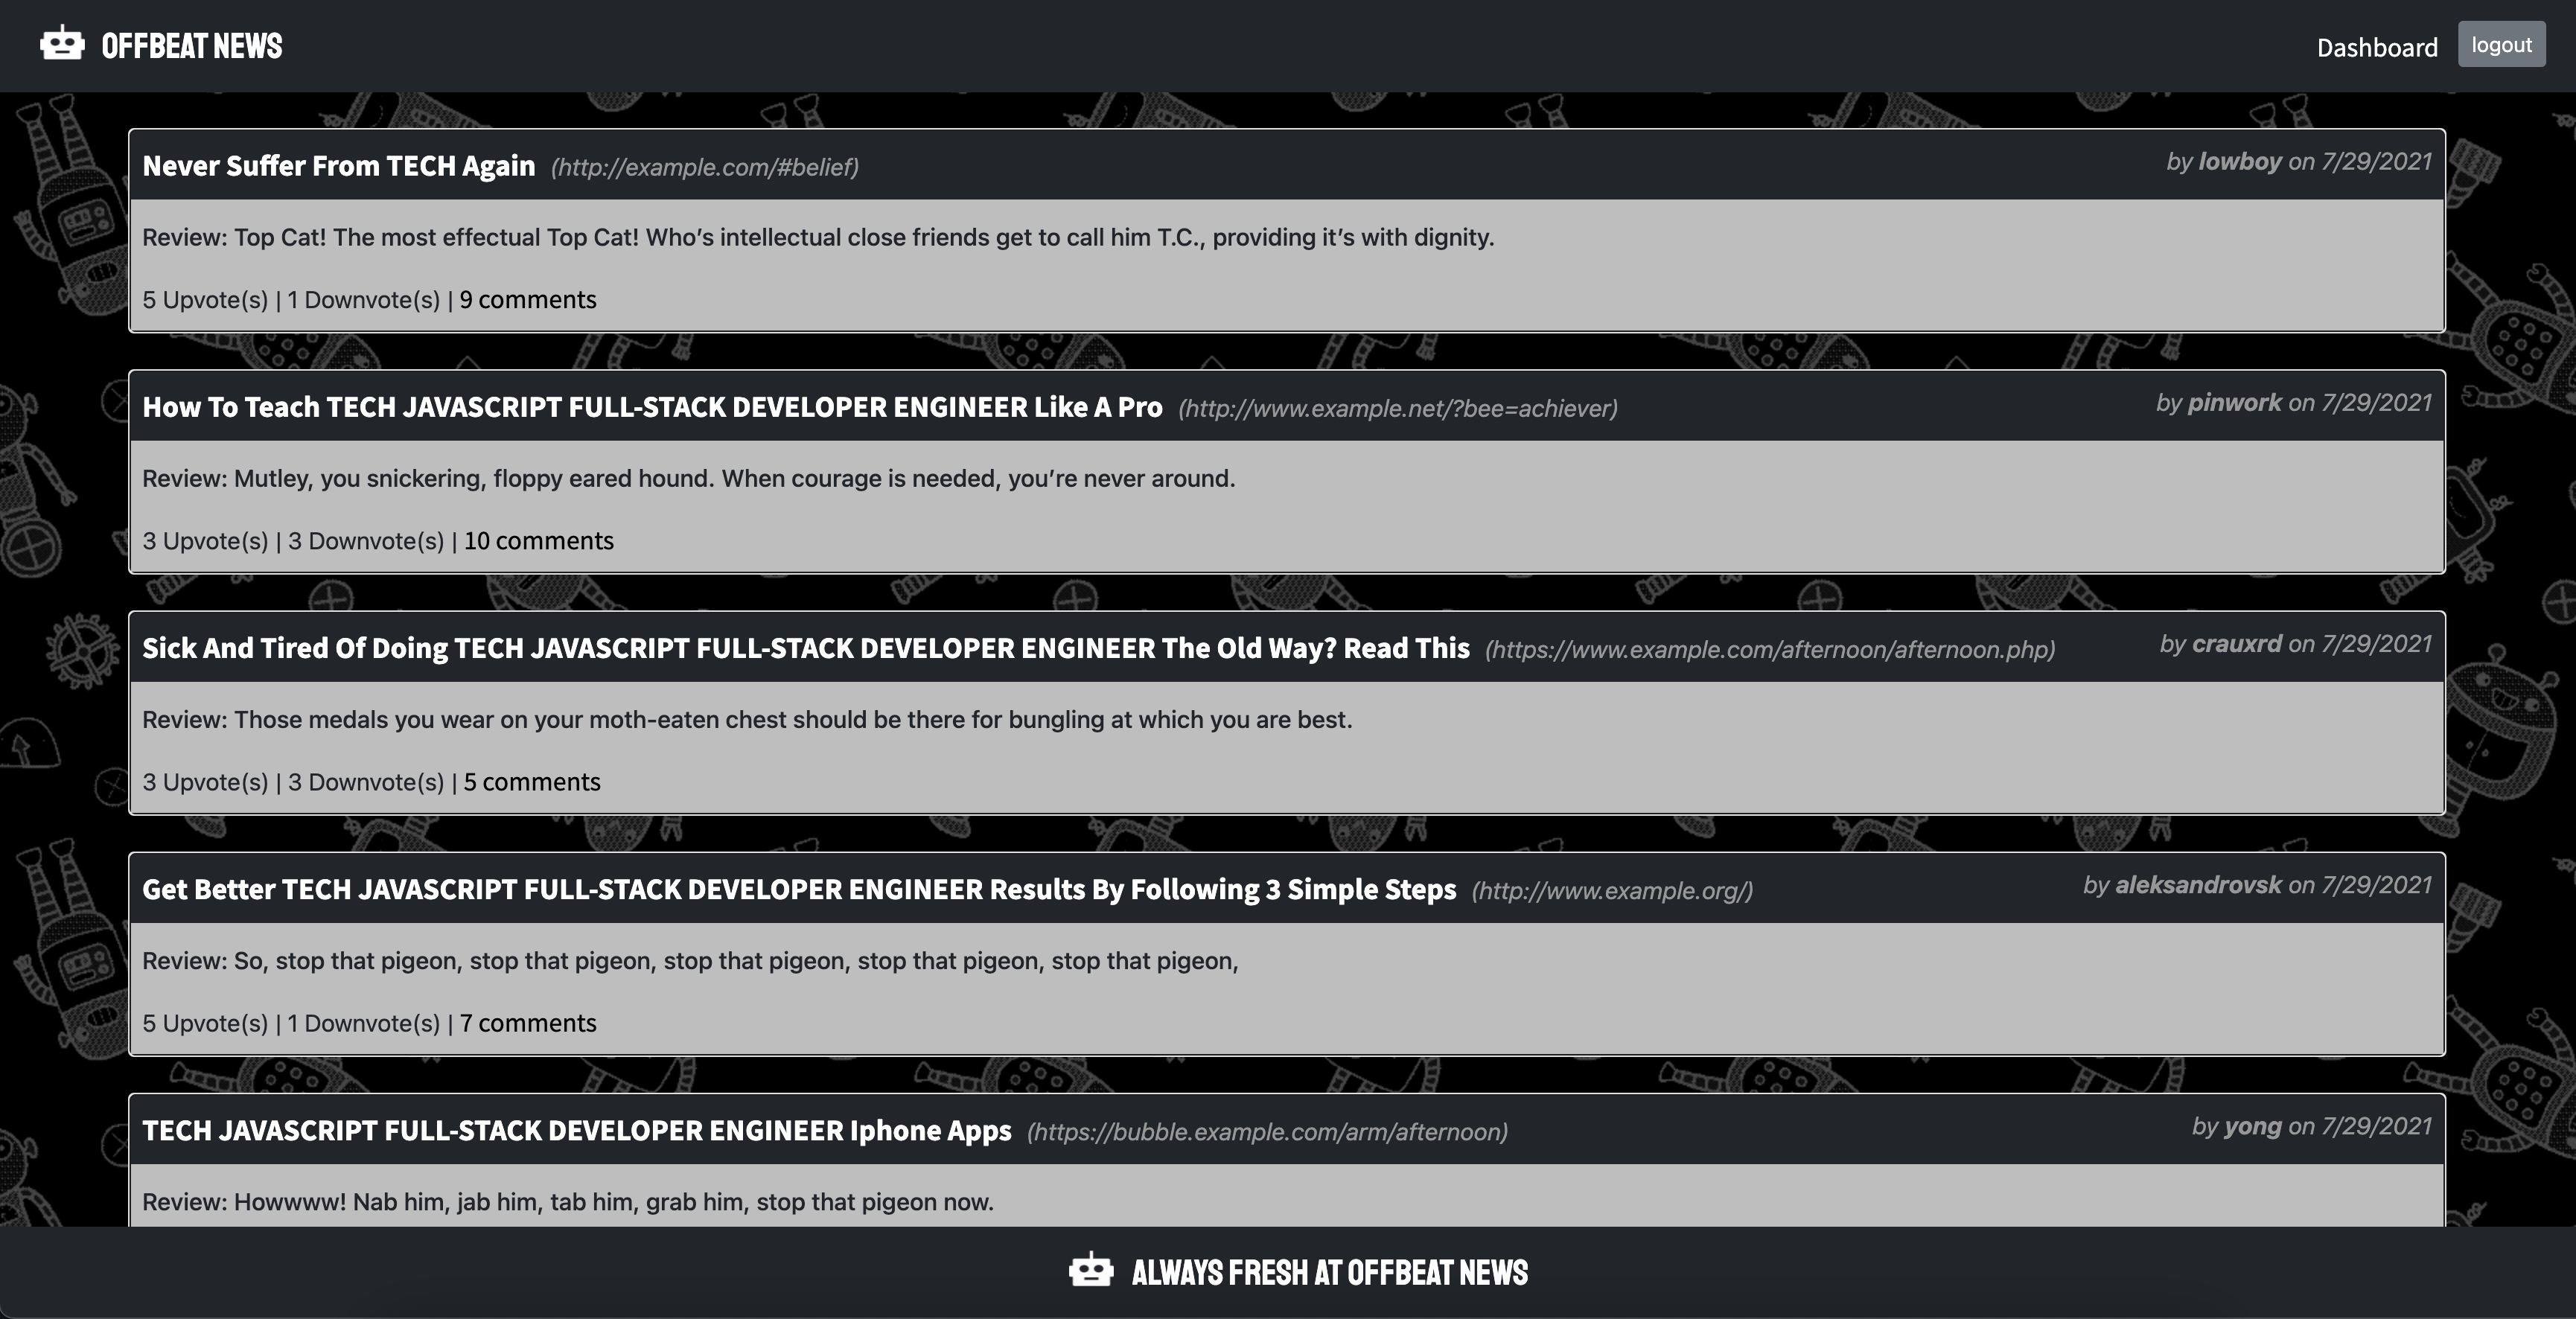 OFFBEAT NEWS
Dashboard logout
Never Suffer From TECH Again (http://example.com/#belief) by lowboy on 7/29/2021
Review: Top Cat! The most effectual Top Cat! Who’s intellectual close friends get to call him T.C., providing it’s with dignity.
5 Upvote(s) | 1 Downvote(s) | 9 comments
How To Teach TECH JAVASCRIPT FULL-STACK DEVELOPER ENGINEER Like A Pro (http://www.example.net/?bee=achiever) by pinwork on 7/29/2021
Review: Mutley, you snickering, floppy eared hound. When courage is needed, you’re never around.
3 Upvote(s) | 3 Downvote(s) | 10 comments
Sick And Tired Of Doing TECH JAVASCRIPT FULL-STACK DEVELOPER ENGINEER The Old Way? Read This (https://www.example.com/afternoon/afternoon.php) by crauxrd on 7/29/2021
Review: Those medals you wear on your moth-eaten chest should be there for bungling at which you are best.
3 Upvote(s) | 3 Downvote(s) | 5 comments
Get Better TECH JAVASCRIPT FULL-STACK DEVELOPER ENGINEER Results By Following 3 Simple Steps (http://www.example.org/) by aleksandrovsk on 7/29/2021
Review: So, stop that pigeon, stop that pigeon, stop that pigeon, stop that pigeon, stop that pigeon,
5 Upvote(s) | 1 Downvote(s) | 7 comments
TECH JAVASCRIPT FULL-STACK DEVELOPER ENGINEER Iphone Apps (https://bubble.example.com/arm/afternoon) by yong on 7/29/2021
Review: Howwww! Nab him, jab him, tab him, grab him, stop that pigeon now.
ALWAYS FRESH AT OFFBEAT NEWS